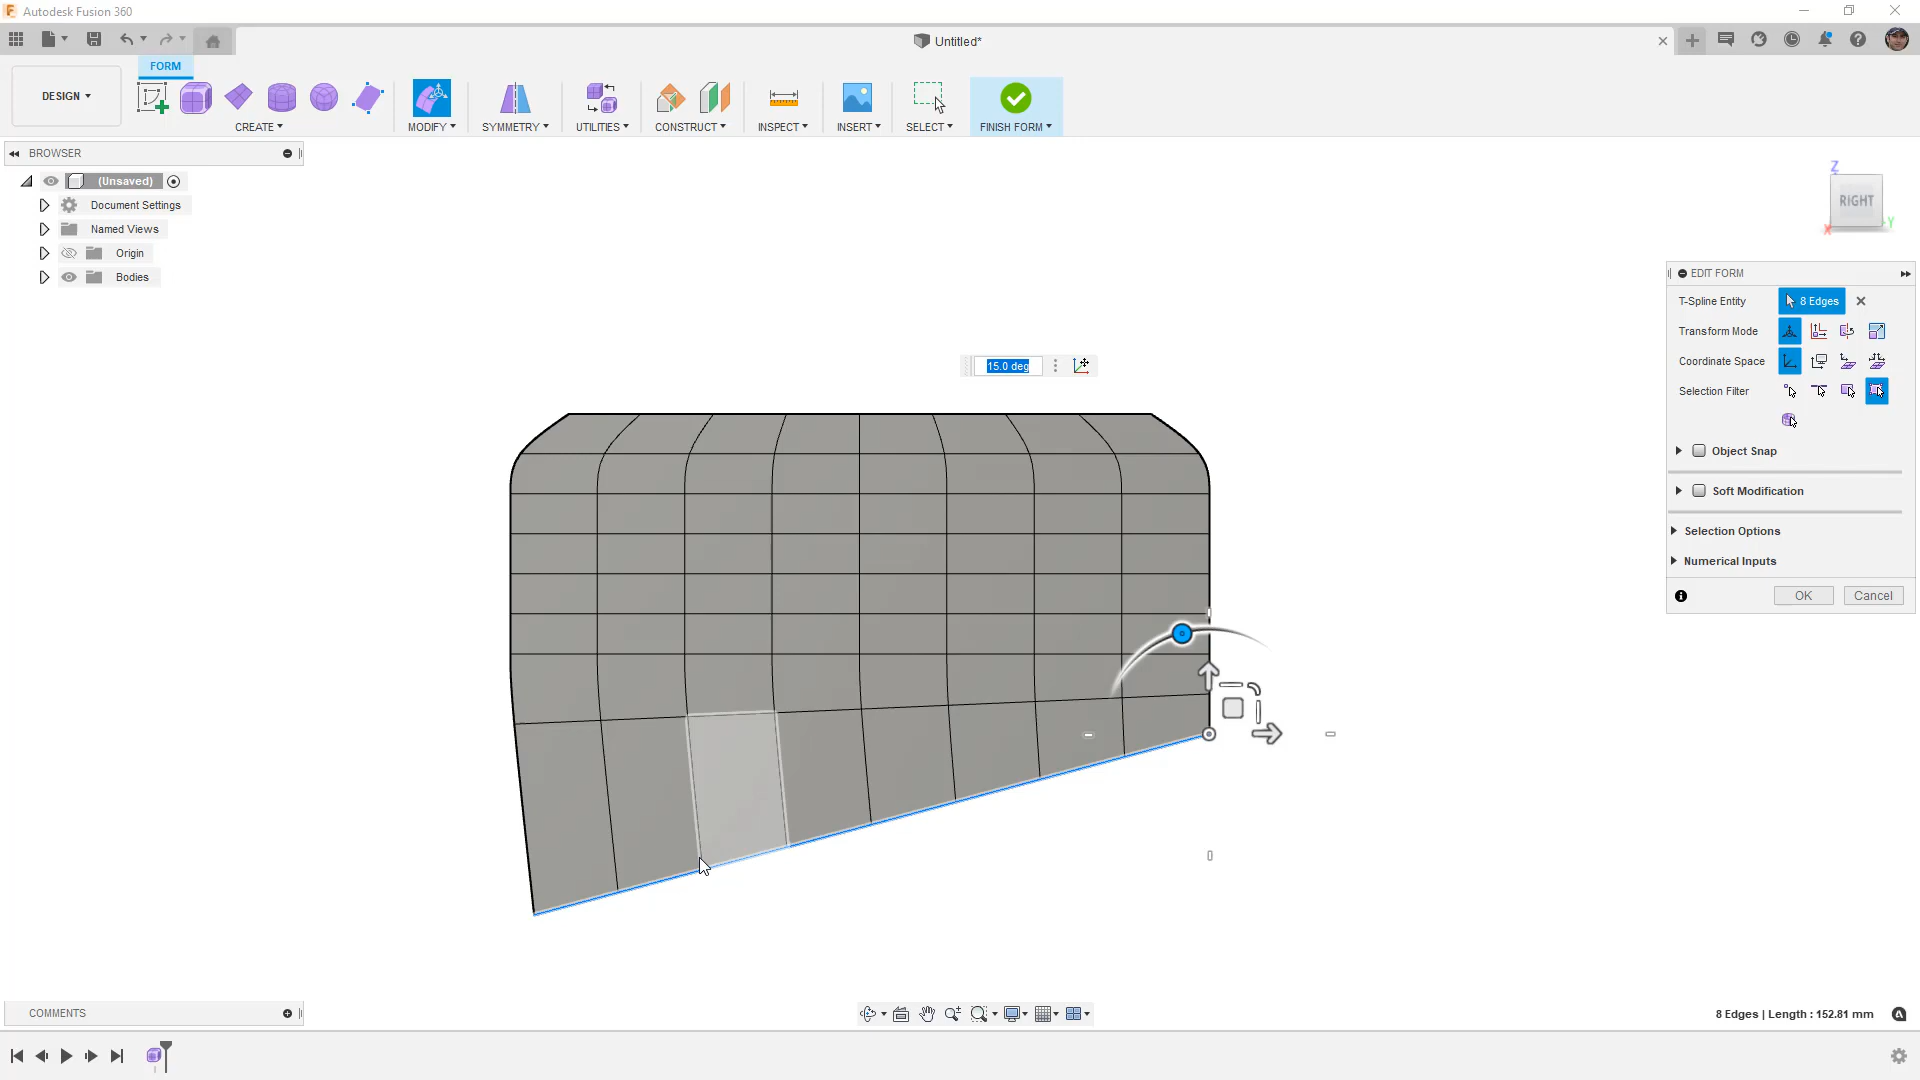 Autodesk Fusion 360
Untitled*
FORM
DESIGN
CREATE
MODIFY
SYMMETRY
UTILITIES
CONSTRUCT
INSPECT
INSERT
SELECT
FINISH FORM
BROWSER
(Unsaved)
Document Settings
Named Views
Origin
Bodies
Z
RIGHT
Y
X
15.0 deg
EDIT FORM
T-Spline Entity 8 Edges
Transform Mode
Coordinate Space
Selection Filter
Object Snap
Soft Modification
Selection Options
Numerical Inputs
OK Cancel
COMMENTS
8 Edges | Length : 152.81 mm